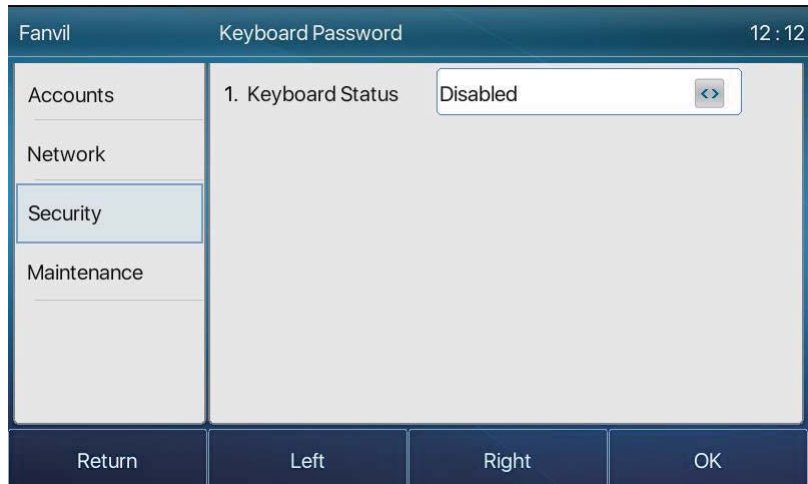 Fanvil Keyboard Password 12 : 12
Accounts
Network
Security
Maintenance
1. Keyboard Status Disabled <>
Return Left Right OK